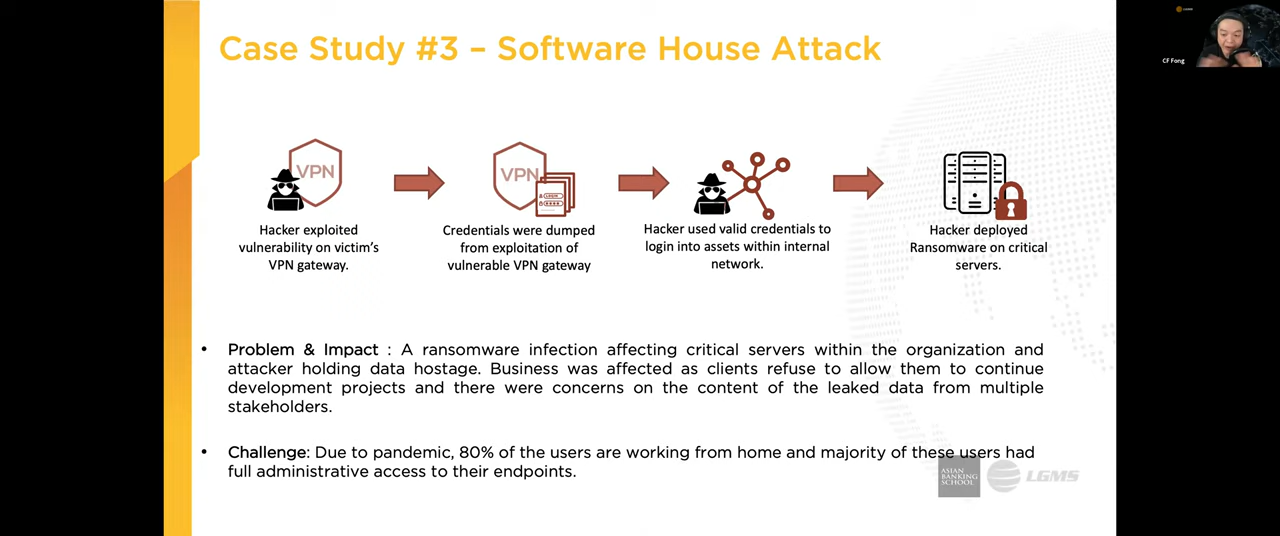 LGMS
CF Fong
Case Study #3 – Software House Attack
VPN
VPN
LOGIN
Hacker exploited
vulnerability on victim's
VPN gateway.
Credentials were dumped
from exploitation of
vulnerable VPN gateway
Hacker used valid credentials to
login into assets within internal
network.
Hacker deployed
Ransomware on critical
servers.
• Problem & Impact : A ransomware infection affecting critical servers within the organization and
attacker holding data hostage. Business was affected as clients refuse to allow them to continue
development projects and there were concerns on the content of the leaked data from multiple
stakeholders.
• Challenge: Due to pandemic, 80% of the users are working from home and majority of these users had
full administrative access to their endpoints.
ASIAN
BANKING
SCHOOL
LGMS